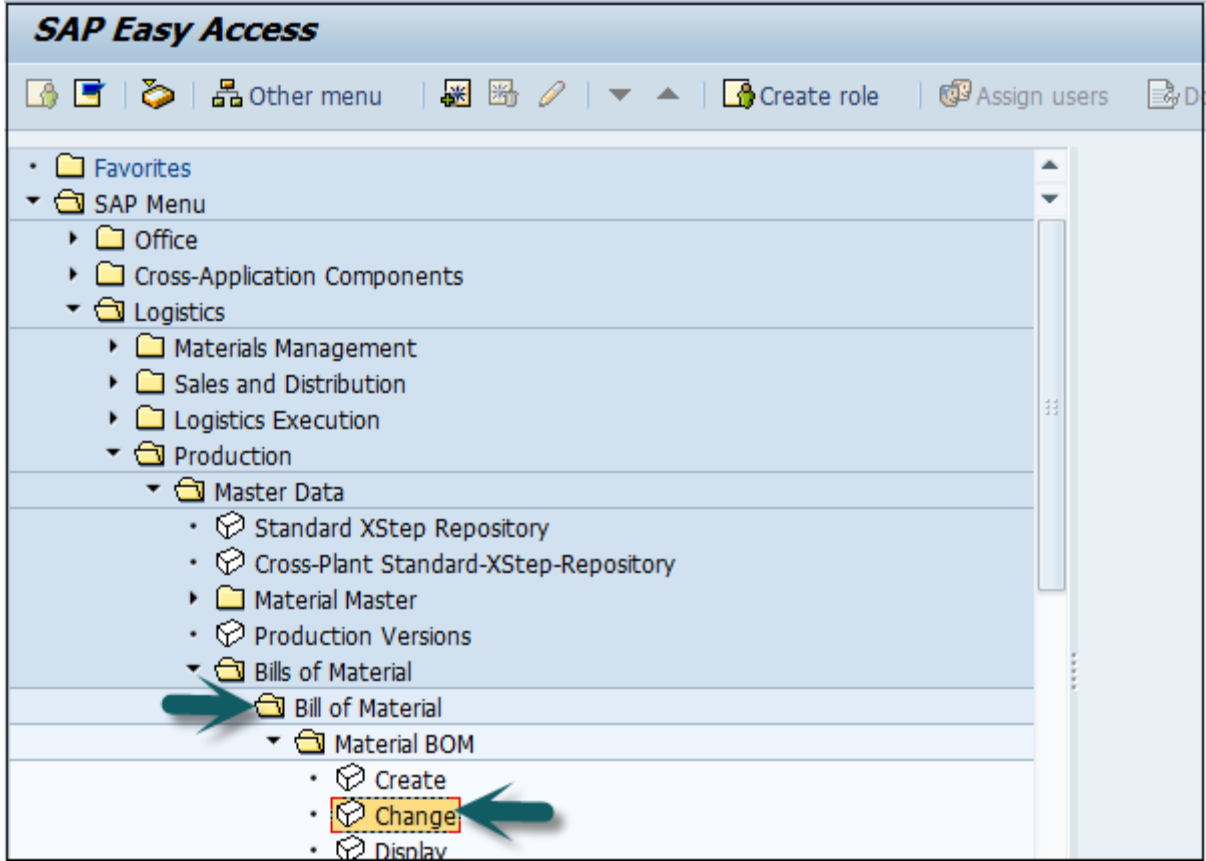 SAP Easy Access
Other menu Create role Assign users
Favorites
SAP Menu
Office
Cross-Application Components
Logistics
Materials Management
Sales and Distribution
Logistics Execution
Production
Master Data
Standard XStep Repository
Cross-Plant Standard-XStep-Repository
Material Master
Production Versions
Bills of Material
Bill of Material
Material BOM
Create
Change
Display